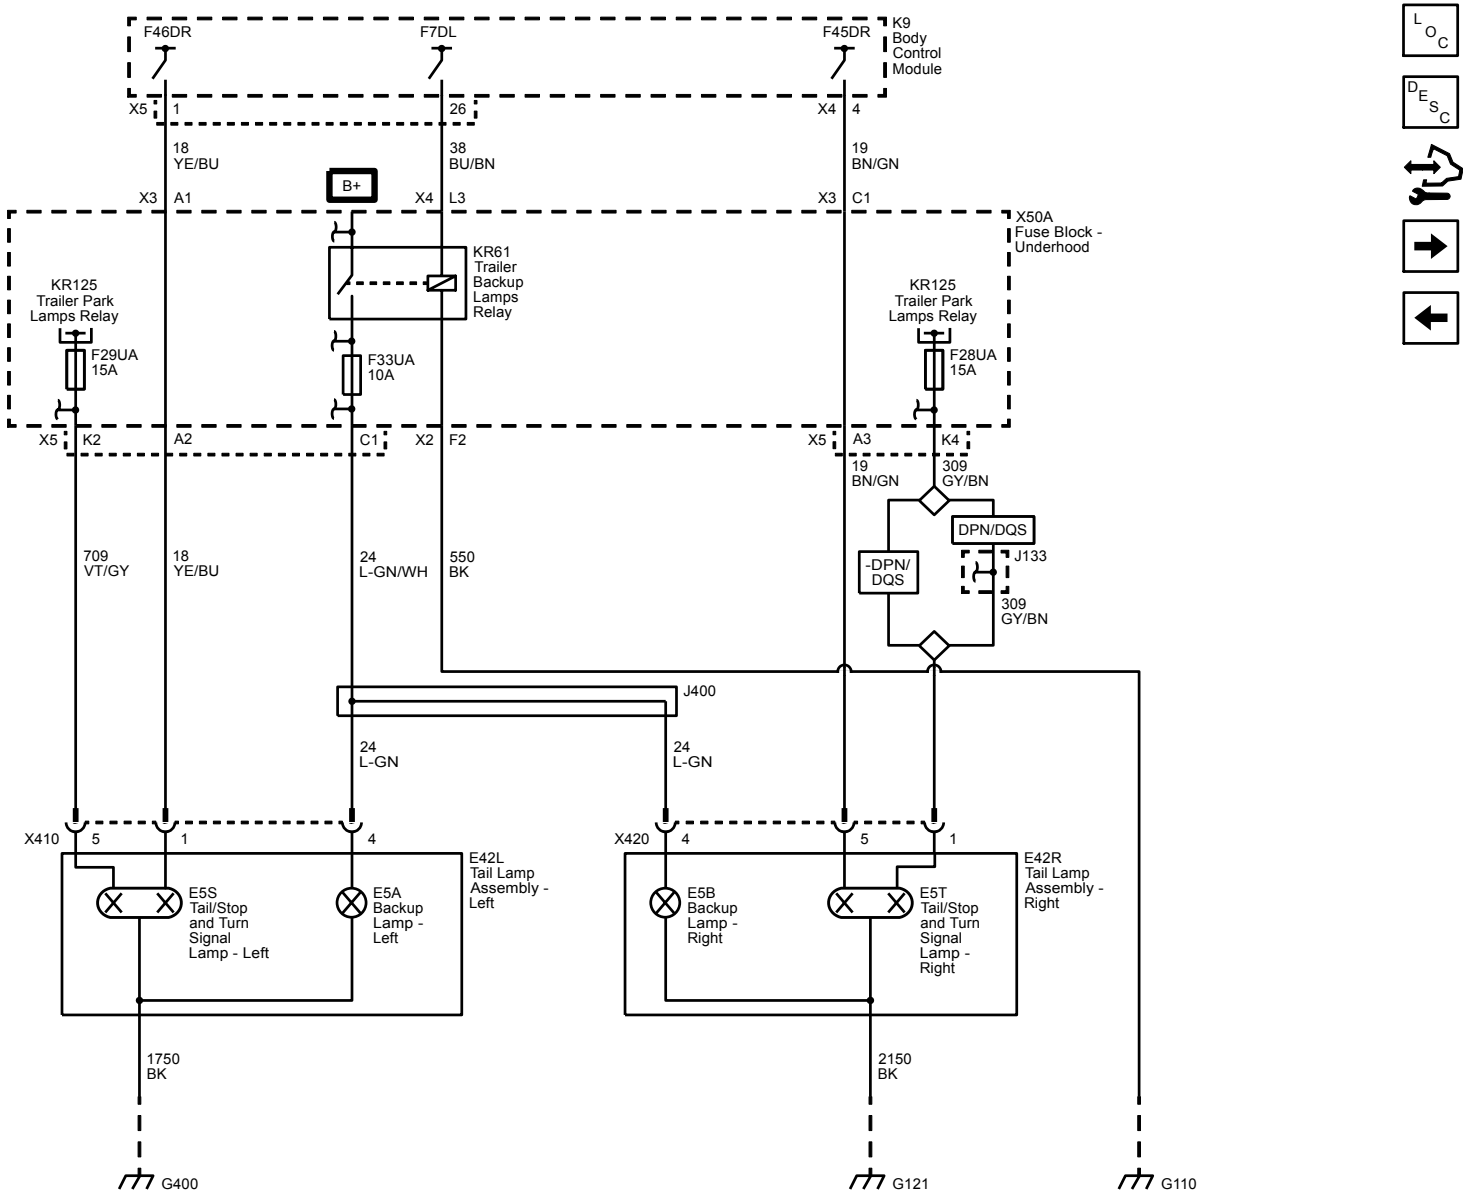 F46DR
F7DL
F45DR
K9
Body
Control
Module
L
O
C
D
E
S
C
X5
1
26
X4
4
18
YE/BU
38
BU/BN
19
BN/GN
B+
X3
A1
X4
L3
X3
C1
X50A
Fuse Block -
Underhood
KR61
Trailer
Backup
Lamps
Relay
KR125
Trailer Park
Lamps Relay
KR125
Trailer Park
Lamps Relay
F29UA
15A
F33UA
10A
F28UA
15A
X5
K2
A2
C1
X2
F2
X5
A3
K4
19
BN/GN
309
GY/BN
DPN/DQS
-DPN/
DQS
J133
309
GY/BN
709
VT/GY
18
YE/BU
24
L-GN/WH
550
BK
J400
24
L-GN
24
L-GN
X410
5
1
4
X420
4
5
1
E42L
Tail Lamp
Assembly -
Left
E42R
Tail Lamp
Assembly -
Right
E5S
Tail/Stop
and Turn
Signal
Lamp - Left
E5A
Backup
Lamp -
Left
E5B
Backup
Lamp -
Right
E5T
Tail/Stop
and Turn
Signal
Lamp -
Right
1750
BK
2150
BK
G400
G121
G110